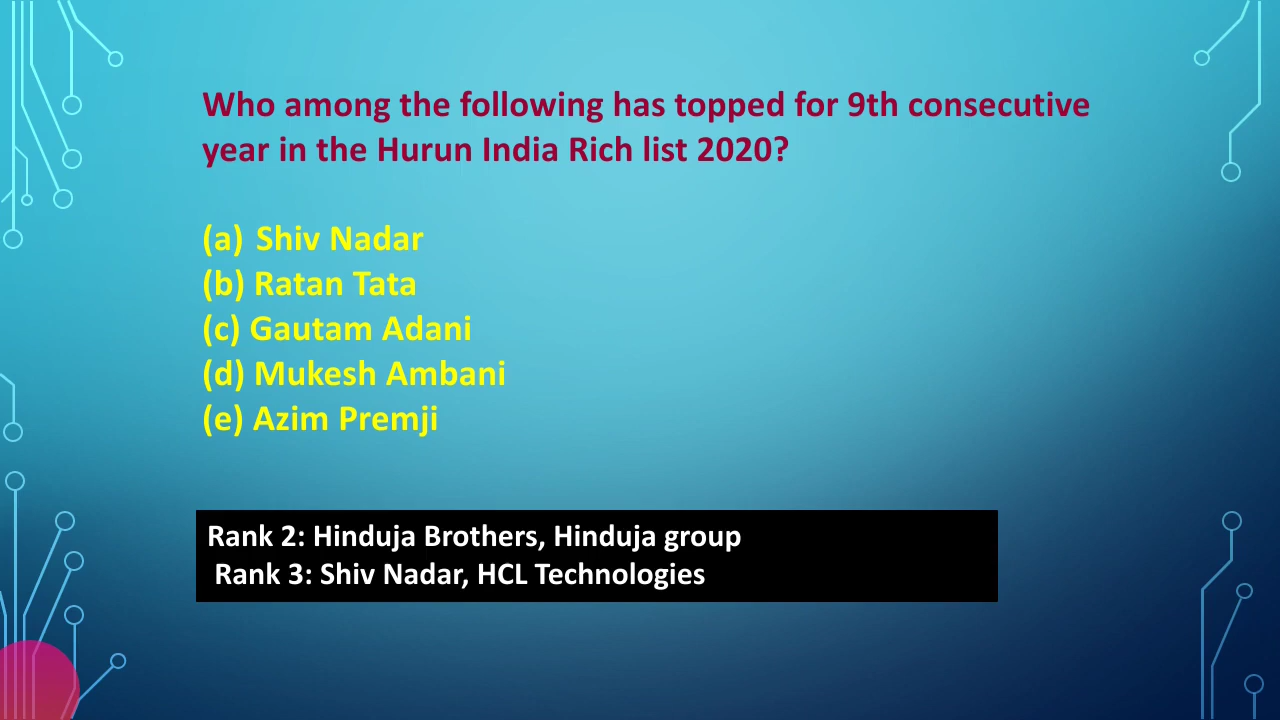 Who among the following has topped for 9th consecutive
year in the Hurun India Rich list 2020?
(a) Shiv Nadar
(b) Ratan Tata
(c) Gautam Adani
(d) Mukesh Ambani
(e) Azim Premji
Rank 2: Hinduja Brothers, Hinduja group
Rank 3: Shiv Nadar, HCL Technologies